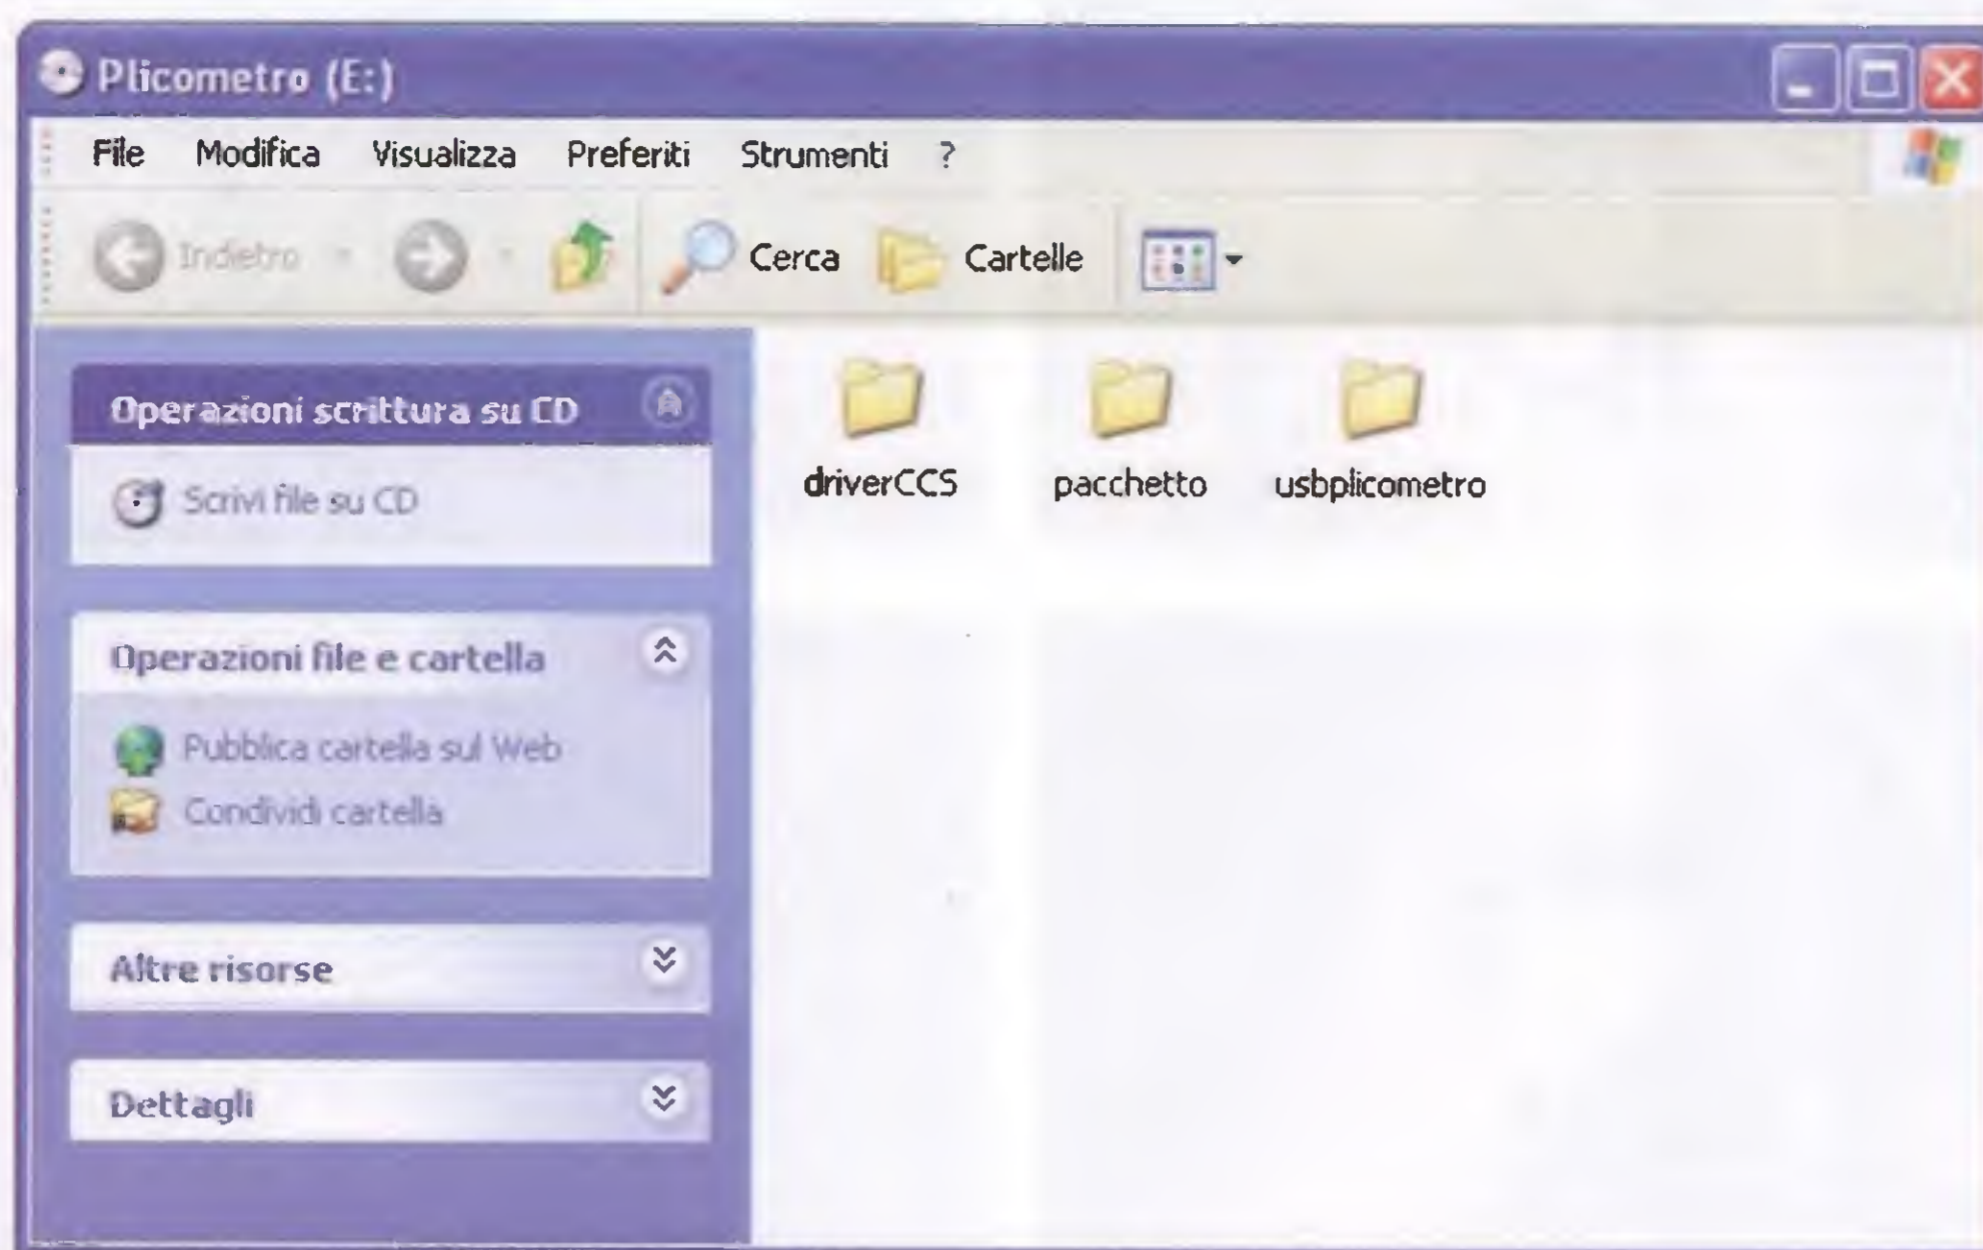 Plicometro (E:)
File Modifica Visualizza Preferiti Strumenti ?
Indietro Cerca Cartelle
Operazioni scrittura su CD
Scrivi file su CD
Operazioni file e cartella
Pubblica cartella sul Web
Condividi cartella
Altre risorse
Dettagli
driverCCS pacchetto usbplicometro